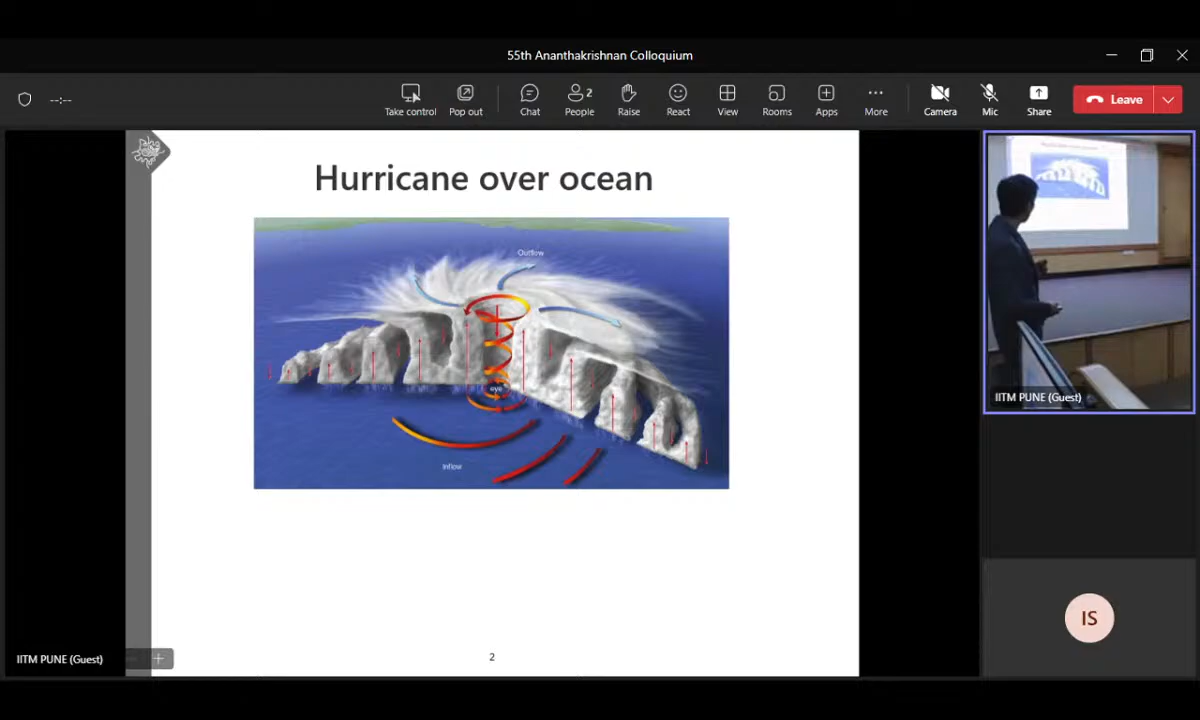 55th Ananthakrishnan Colloquium
--:--
Take control
Pop out
Chat
2
People
Raise
React
View
Rooms
Apps
More
Camera
Mic
Share
Leave
Hurricane over ocean
Outflow
eye
Inflow
2
IITM PUNE (Guest)
IS
IITM PUNE (Guest)